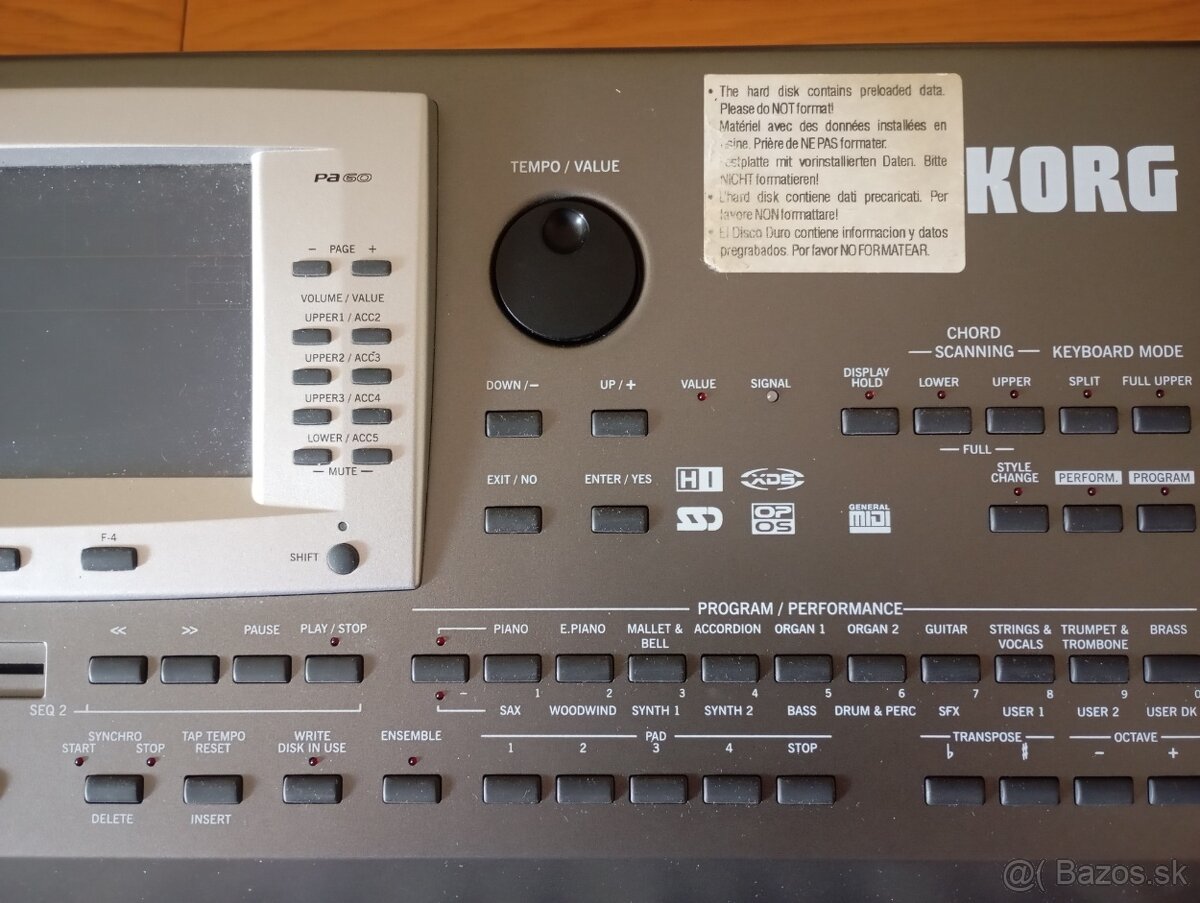 • The hard disk contains preloaded data.
Please do NOT format!
Matériel avec des données installées en
sine. Prière de NE PAS formater.
estplatte mit vorinstallierten Daten. Bitte
NICHT formatieren!
• L'hard disk contiene dati precaricati. Per
favore NON formattare!
• El Disco Duro contiene informacion y datos
pregrabados. Por favor NO FORMATEAR.
KORG
TEMPO / VALUE
Pa60
− PAGE +
VOLUME / VALUE
UPPER1 / ACC2
UPPER2 / ACC3
UPPER3 / ACC4
LOWER / ACC5
MUTE
F-4
SHIFT
DOWN / −
UP / +
VALUE
SIGNAL
EXIT / NO
ENTER / YES
HI
XDS
SSD
OP OS
GENERAL
MIDI
CHORD
SCANNING
KEYBOARD MODE
DISPLAY
HOLD
LOWER
UPPER
SPLIT
FULL UPPER
FULL
STYLE
CHANGE
PERFORM.
PROGRAM
PROGRAM / PERFORMANCE
<<
>>
PAUSE
PLAY / STOP
PIANO
E.PIANO
MALLET &
BELL
ACCORDION
ORGAN 1
ORGAN 2
GUITAR
STRINGS &
VOCALS
TRUMPET &
TROMBONE
BRASS
− 1 2 3 4 5 6 7 8 9 0
SEQ 2
SAX
WOODWIND
SYNTH 1
SYNTH 2
BASS
DRUM & PERC
SFX
USER 1
USER 2
USER DK
SYNCHRO
START
STOP
TAP TEMPO
RESET
WRITE
DISK IN USE
ENSEMBLE
PAD
1 2 3 4 STOP
TRANSPOSE
♭ ♯
OCTAVE
− +
DELETE
INSERT
@( Bazos.sk